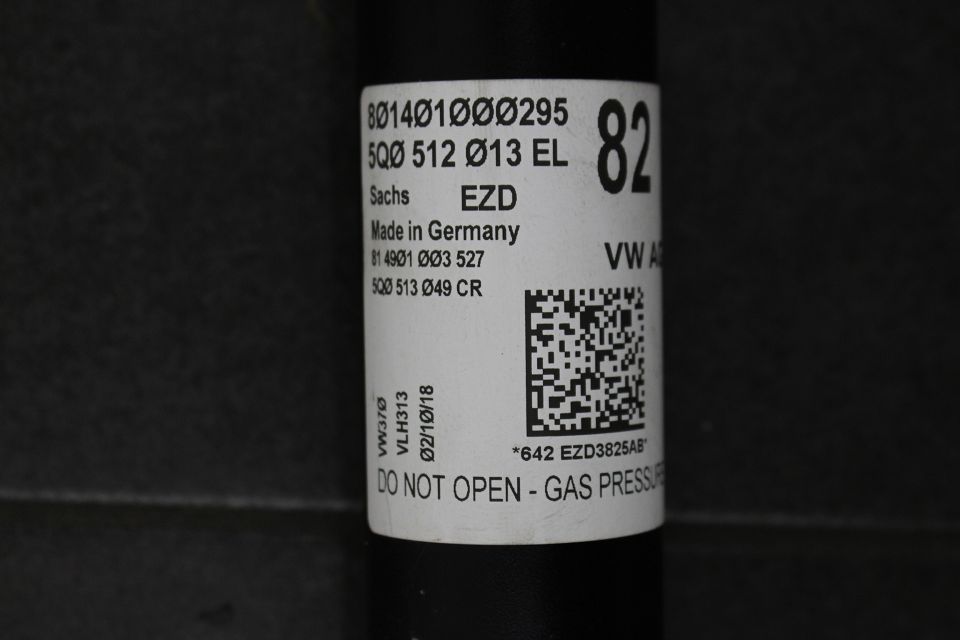 8Ø14Ø1ØØØ295
5QØ 512 Ø13 EL
82
Sachs EZD
Made in Germany
81 49Ø1 ØØ3 527
VW AG
5QØ 513 Ø49 CR
VW37Ø
VLH313
Ø2/1Ø/18
*642 EZD3825AB*
DO NOT OPEN - GAS PRESSURE